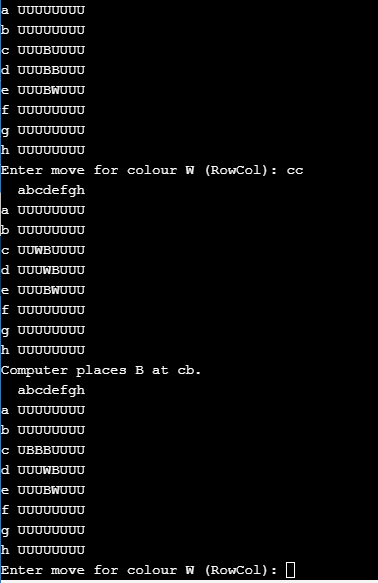 a UUUUUUUU
b UUUUUUUU
c UUUBUUUU
d UUUBBUUU
e UUUBWUUU
f UUUUUUUU
g UUUUUUUU
h UUUUUUUU
Enter move for colour W (RowCol): cc
  abcdefgh
a UUUUUUUU
b UUUUUUUU
c UUWBUUUU
d UUUWBUUU
e UUUBWUUU
f UUUUUUUU
g UUUUUUUU
h UUUUUUUU
Computer places B at cb.
  abcdefgh
a UUUUUUUU
b UUUUUUUU
c UBBBUUUU
d UUUWBUUU
e UUUBWUUU
f UUUUUUUU
g UUUUUUUU
h UUUUUUUU
Enter move for colour W (RowCol):